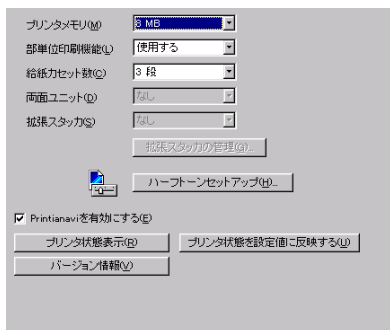 プリンタメモリ(M) 8 MB
部単位印刷機能(L) 使用する
給紙カセット数(C) 3 段
両面ユニット(D) なし
拡張スタッカ(S) なし
拡張スタッカの管理(G)...
ハーフトーンセットアップ(H)...
Printianaviを有効にする(E)
プリンタ状態表示(R) プリンタ状態を設定値に反映する(U)
バージョン情報(V)